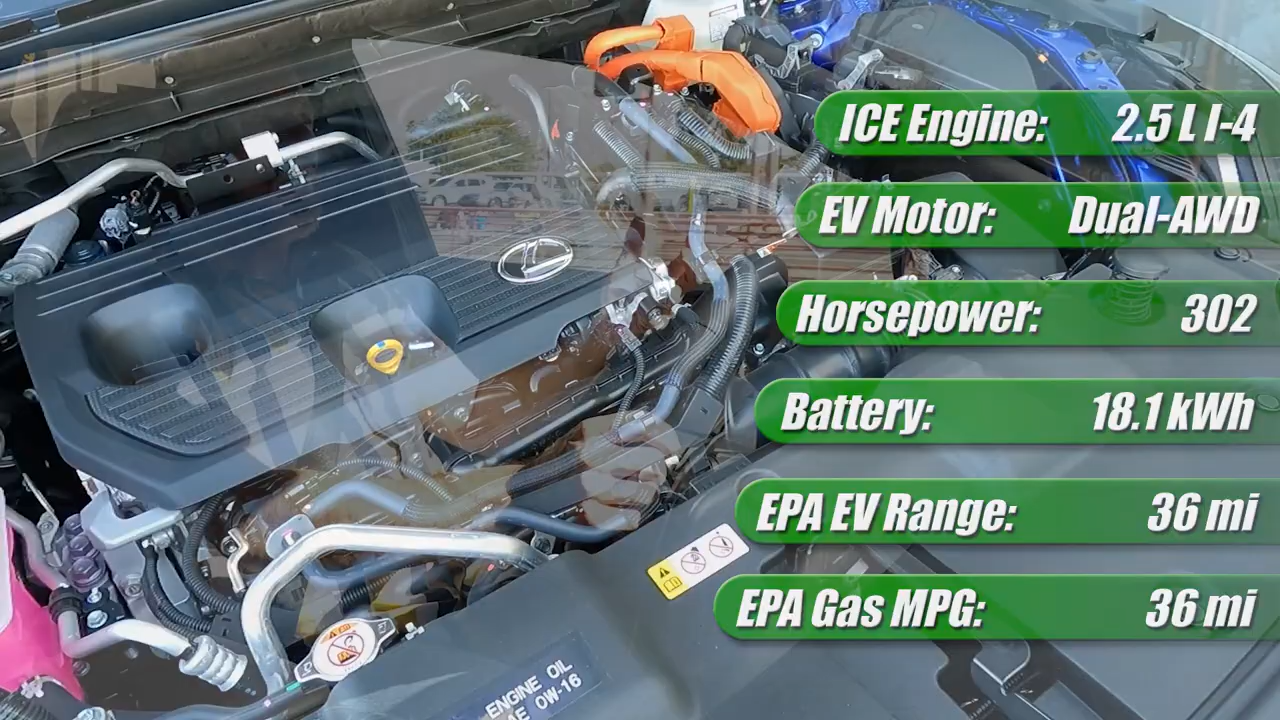 ICE Engine: 2.5 L I-4
EV Motor: Dual-AWD
Horsepower: 302
Battery: 18.1 kWh
EPA EV Range: 36 mi
EPA Gas MPG: 36 mi
ENGINE OIL
AE 0W-16